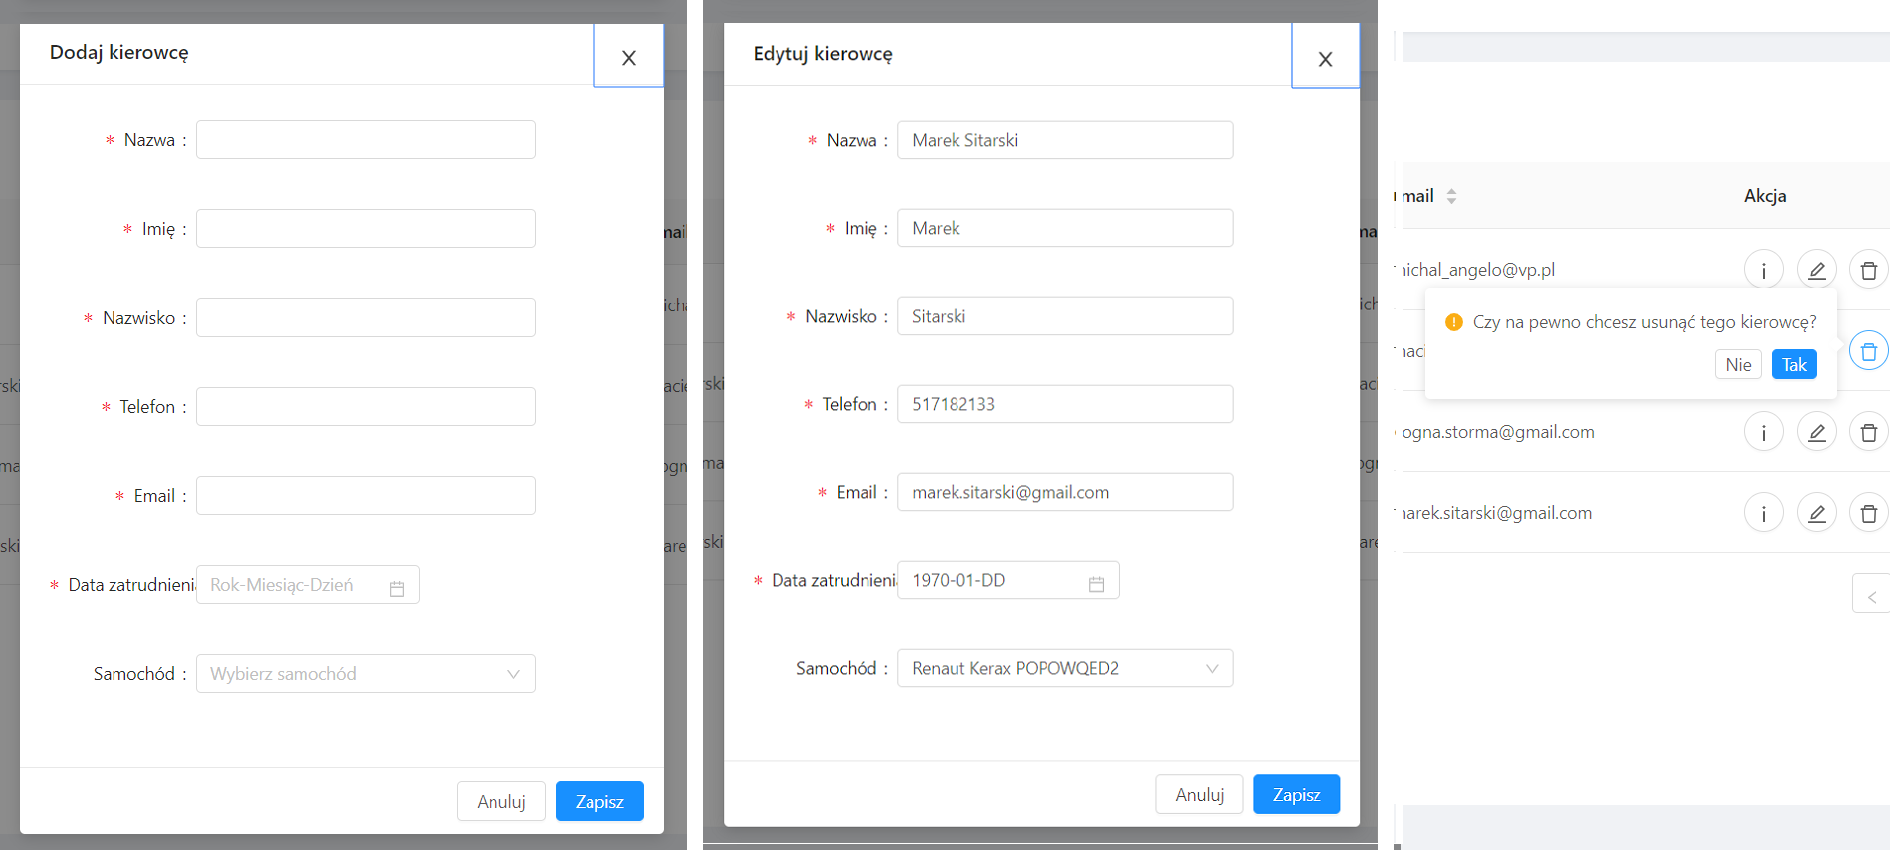 Dodaj kierowcę
* Nazwa :
* Imię :
* Nazwisko :
* Telefon :
* Email :
* Data zatrudnieni
Rok-Miesiąc-Dzień
Samochód :
Wybierz samochód
Anuluj
Zapisz
Edytuj kierowcę
* Nazwa :
Marek Sitarski
* Imię :
Marek
* Nazwisko :
Sitarski
* Telefon :
517182133
* Email :
marek.sitarski@gmail.com
* Data zatrudnieni
1970-01-DD
Samochód :
Renaut Kerax POPOWQED2
Anuluj
Zapisz
mail
Akcja
michal_angelo@vp.pl
Czy na pewno chcesz usunąć tego kierowcę?
Nie
Tak
ogna.storma@gmail.com
marek.sitarski@gmail.com